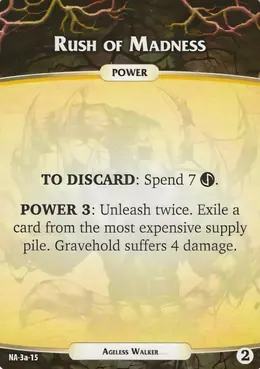 RUSH OF MADNESS
POWER
TO DISCARD: Spend 7 .
POWER 3: Unleash twice. Exile a
card from the most expensive supply
pile. Gravehold suffers 4 damage.
AGELESS WALKER
NA-3a-15
2